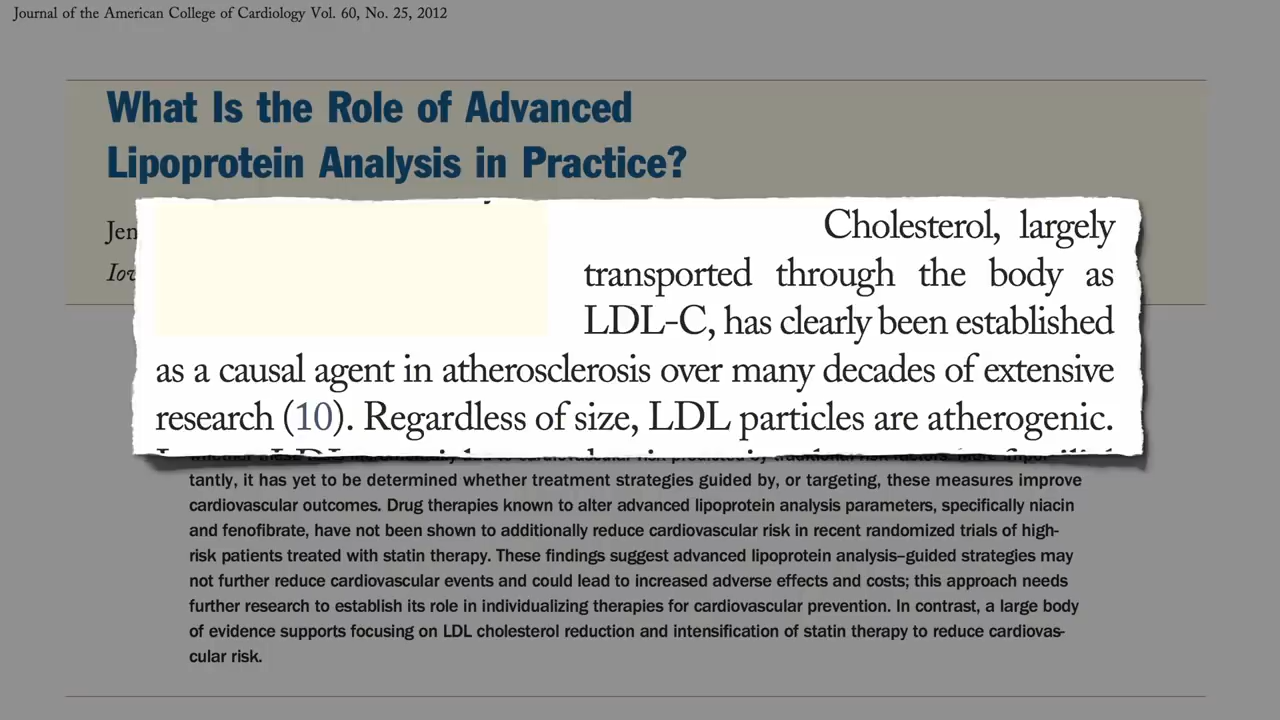 Journal of the American College of Cardiology Vol. 60, No. 25, 2012
What Is the Role of Advanced
Lipoprotein Analysis in Practice?
Jen
Iow
Cholesterol, largely
transported through the body as
LDL-C, has clearly been established
as a causal agent in atherosclerosis over many decades of extensive
research (10). Regardless of size, LDL particles are atherogenic.
tantly, it has yet to be determined whether treatment strategies guided by, or targeting, these measures improve
cardiovascular outcomes. Drug therapies known to alter advanced lipoprotein analysis parameters, specifically niacin
and fenofibrate, have not been shown to additionally reduce cardiovascular risk in recent randomized trials of high-
risk patients treated with statin therapy. These findings suggest advanced lipoprotein analysis–guided strategies may
not further reduce cardiovascular events and could lead to increased adverse effects and costs; this approach needs
further research to establish its role in individualizing therapies for cardiovascular prevention. In contrast, a large body
of evidence supports focusing on LDL cholesterol reduction and intensification of statin therapy to reduce cardiovas-
cular risk.